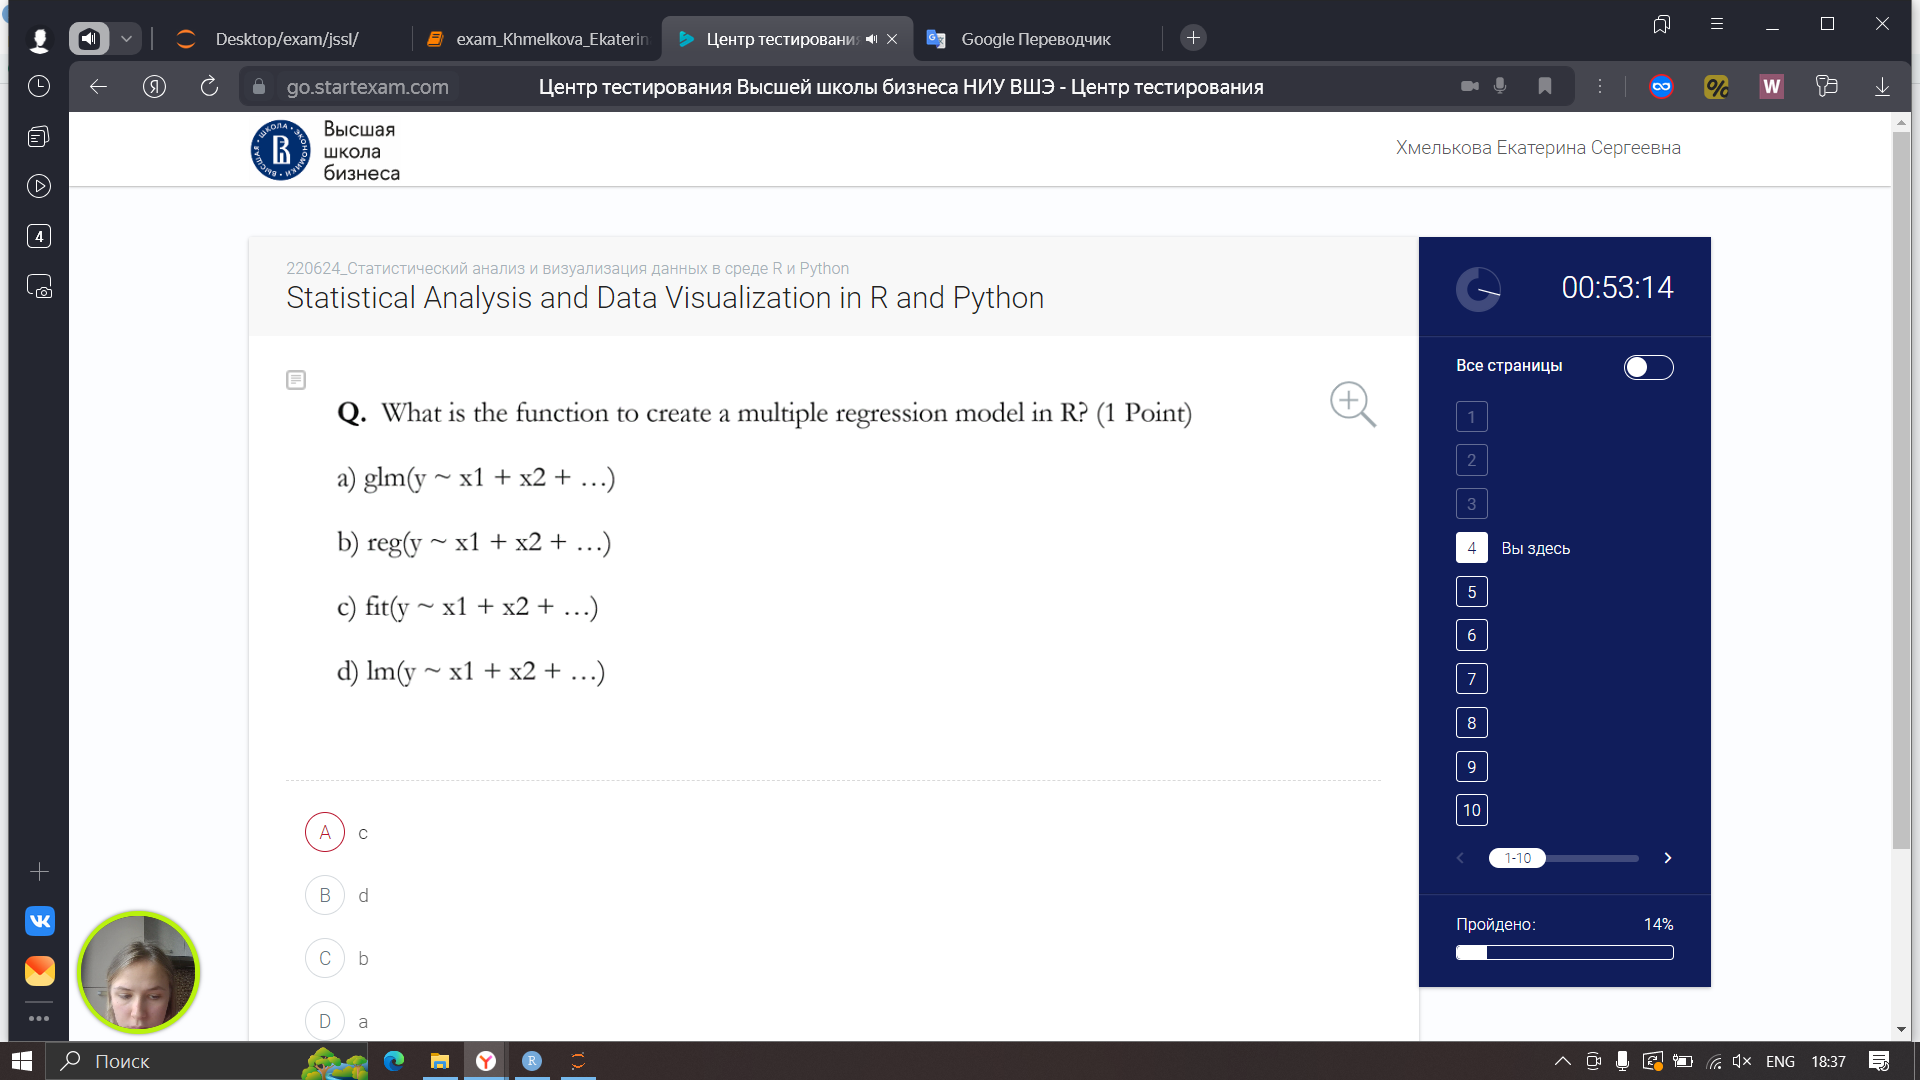 Desktop/exam/jssl/
exam_Khmelkova_Ekaterin
Центр тестировани
Google Переводчик
go.startexam.com
Центр тестирования Высшей школы бизнеса НИУ ВШЭ - Центр тестирования
W
4
Высшая
школа
бизнеса
Хмелькова Екатерина Сергеевна
220624_Статистический анализ и визуализация данных в среде R и Python
Statistical Analysis and Data Visualization in R and Python
00:53:14
Все страницы
Q. What is the function to create a multiple regression model in R? (1 Point)
a) glm(y ~ x1 + x2 + …)
b) reg(y ~ x1 + x2 + …)
c) fit(y ~ x1 + x2 + …)
d) lm(y ~ x1 + x2 + …)
1
2
3
4 Вы здесь
5
6
7
8
9
10
1-10
Пройдено: 14%
A c
B d
C b
D a
Поиск
ENG
18:37